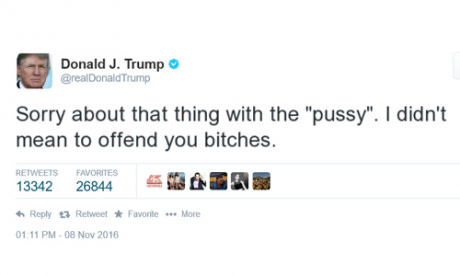 Donald J. Trump
@realDonaldTrump
Sorry about that thing with the "pussy". I didn't
mean to offend you bitches.
RETWEETS FAVORITES
13342 26844
Reply Retweet Favorite More
01:11 PM - 08 Nov 2016